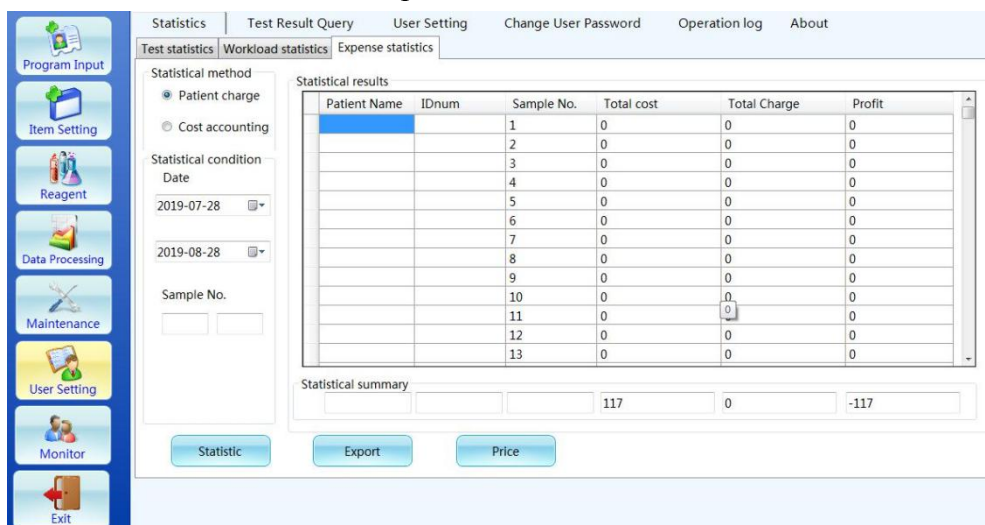 Program Input
Item Setting
Reagent
Data Processing
Maintenance
User Setting
Monitor
Exit
Statistics Test Result Query User Setting Change User Password Operation log About
Test statistics Workload statistics Expense statistics
Statistical method
Patient charge
Cost accounting
Statistical condition
Date
2019-07-28
2019-08-28
Sample No.
Statistical results
Patient Name IDnum Sample No. Total cost Total Charge Profit
1 0 0 0
2 0 0 0
3 0 0 0
4 0 0 0
5 0 0 0
6 0 0 0
7 0 0 0
8 0 0 0
9 0 0 0
10 0 0 0
0
11 0 0
12 0 0 0
13 0 0 0
Statistical summary
117 0 -117
Statistic Export Price